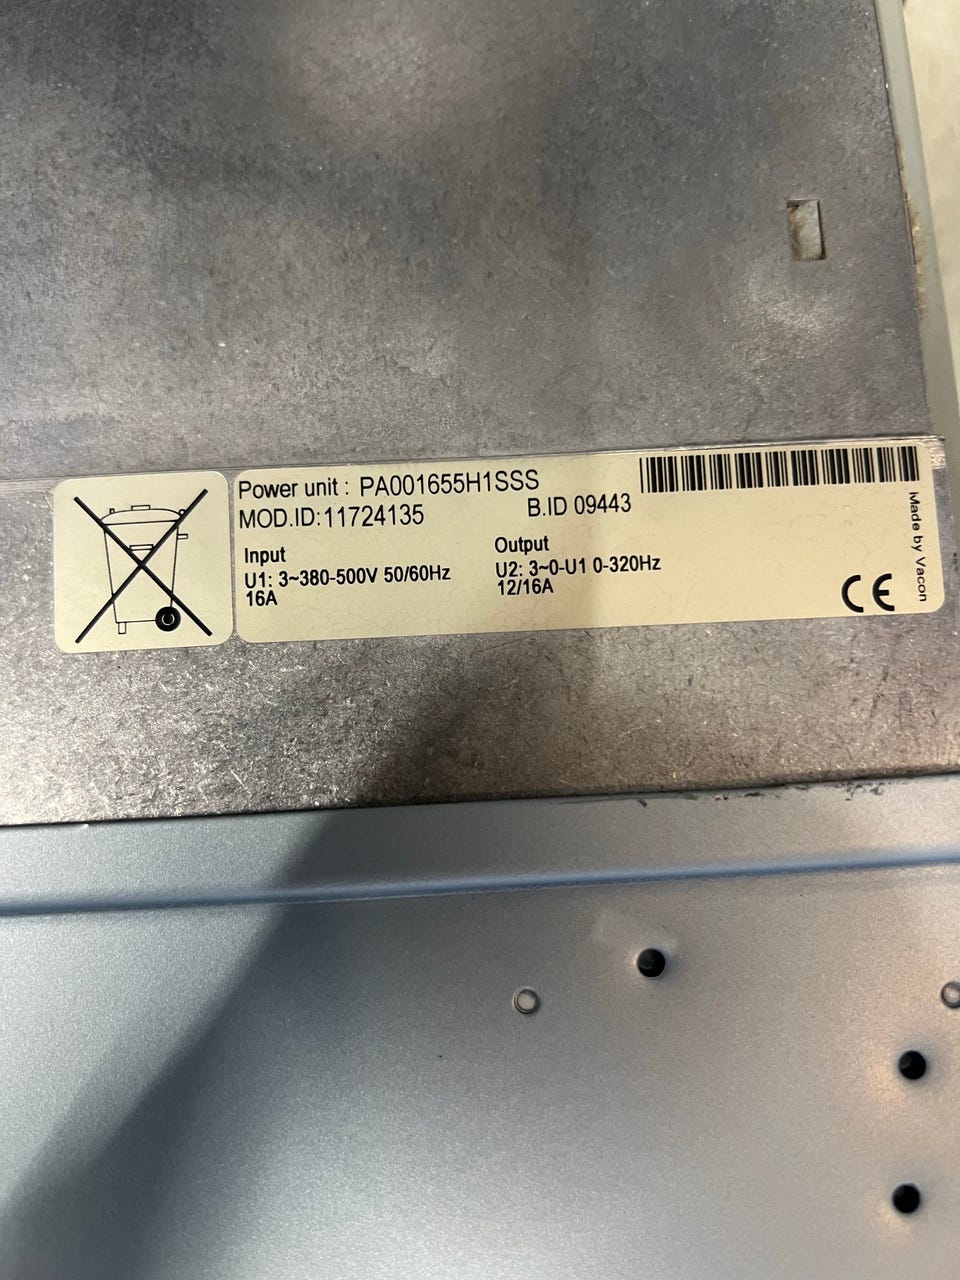 Power unit : PA001655H1SSS
MOD.ID:11724135 B.ID 09443
Input
U1: 3~380-500V 50/60Hz
16A
Output
U2: 3~0-U1 0-320Hz
12/16A
CE
Made by Vacon